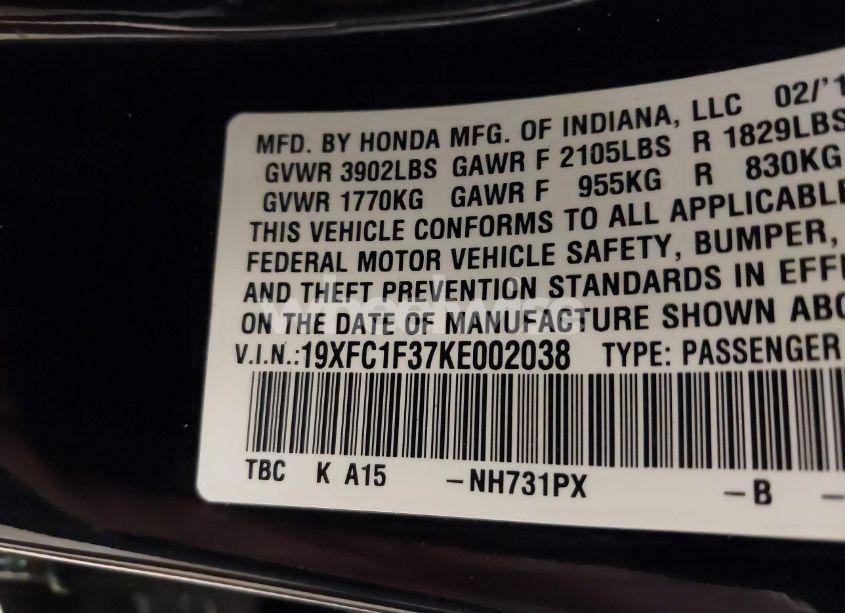 MFD. BY HONDA MFG. OF INDIANA, LLC 02/'1
GVWR 3902LBS GAWR F 2105LBS R 1829LBS
GVWR 1770KG GAWR F 955KG R 830KG
THIS VEHICLE CONFORMS TO ALL APPLICABLE
FEDERAL MOTOR VEHICLE SAFETY, BUMPER,
AND THEFT PREVENTION STANDARDS IN EFF
ON THE DATE OF MANUFACTURE SHOWN ABO
V.I.N.:19XFC1F37KE002038 TYPE: PASSENGER
TBC K A15 -NH731PX -B -